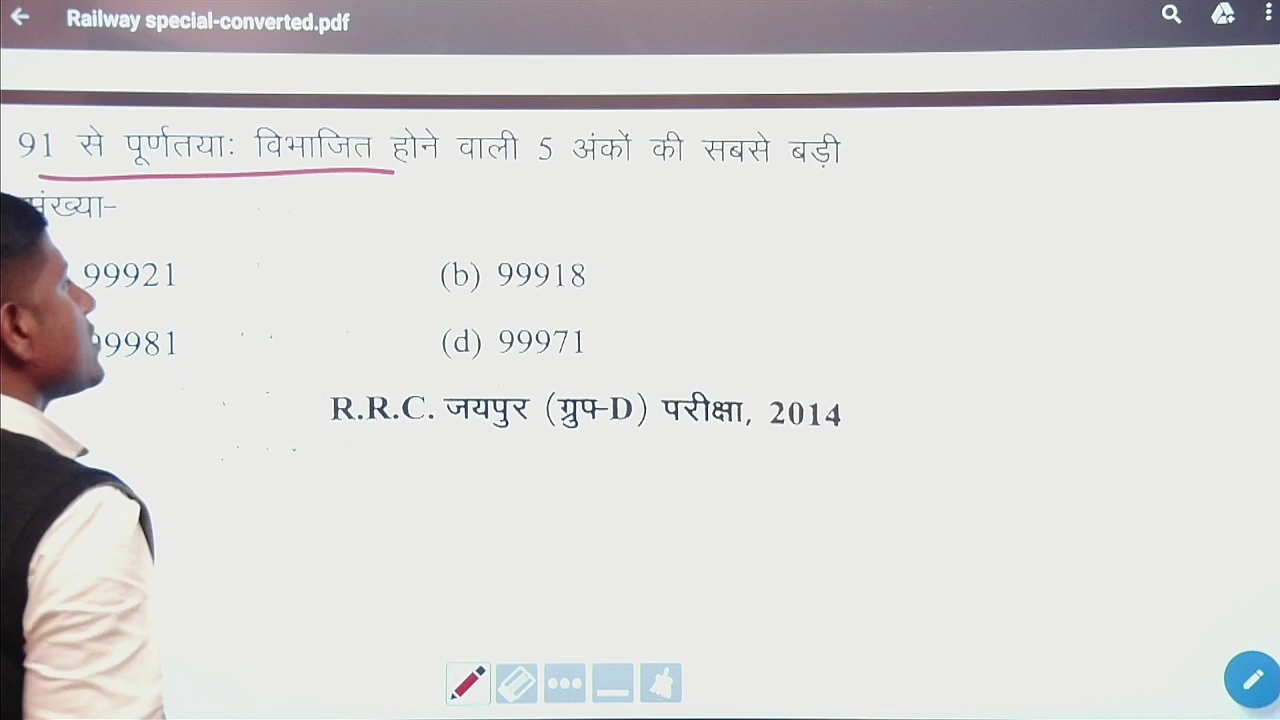 Railway special-converted.pdf
91 से पूर्णतयाः विभाजित होने वाली 5 अंकों की सबसे बड़ी
संख्या-
99921 (b) 99918
9981 (d) 99971
R.R.C. जयपुर (ग्रुप-D) परीक्षा, 2014